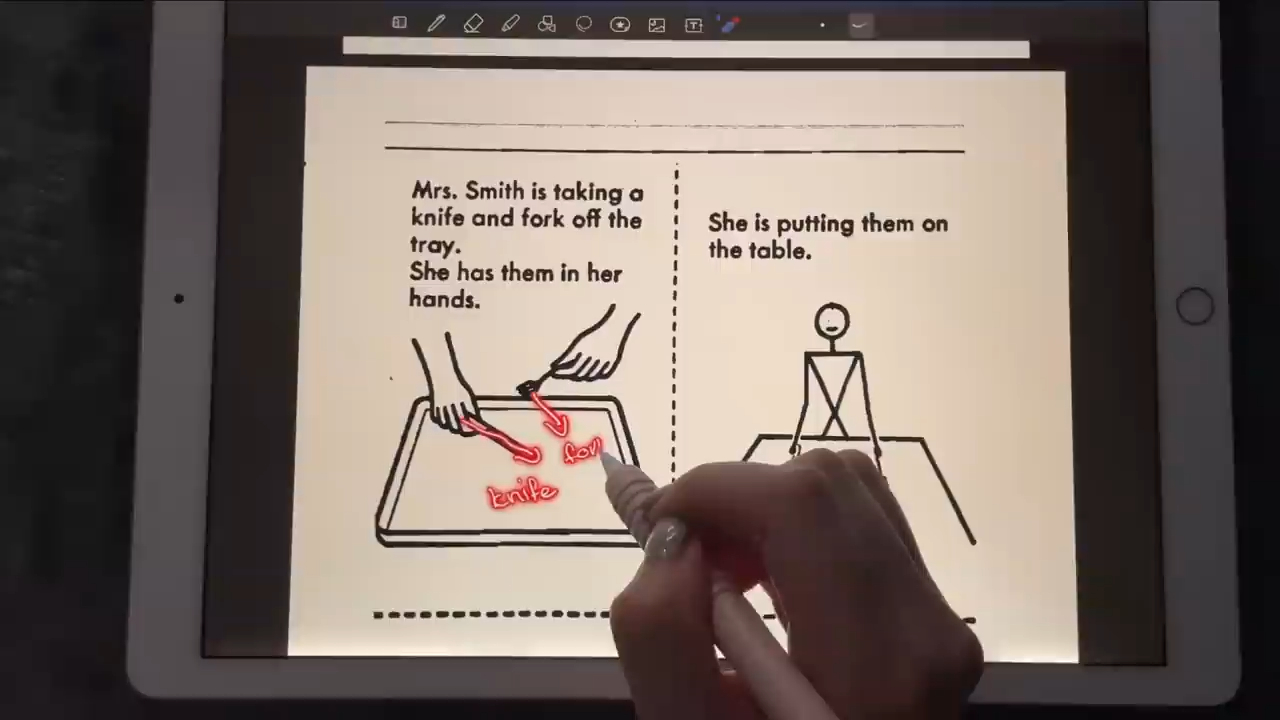 Mrs. Smith is taking a
knife and fork off the
tray.
She has them in her
hands.
She is putting them on
the table.
for
knife